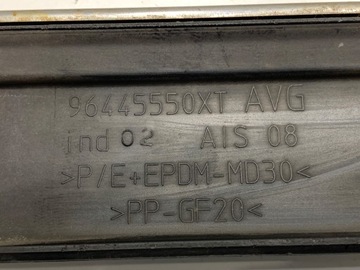 96445550XT AVG
ind 02 AIS 08
>P/E+EPDM-MD30<
>PP-GF20<